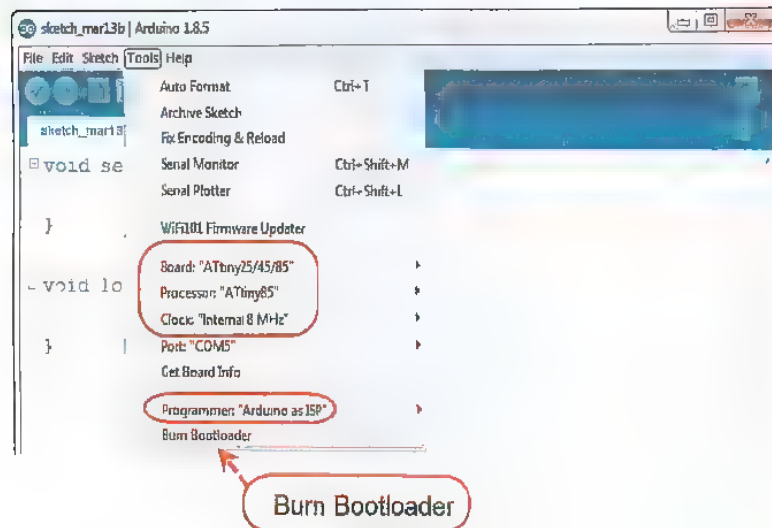 sketch_mar13b | Arduino 1.8.5
File Edit Sketch Tools Help
Auto Format Ctrl+T
Archive Sketch
sketch_mar13
Fix Encoding & Reload
void se
Serial Monitor Ctrl+Shift+M
Serial Plotter Ctrl+Shift+L
}
WiFi101 Firmware Updater
Board: "ATtiny25/45/85"
void lo
Processor: "ATtiny85"
Clock: "Internal 8 MHz"
}
Port: "COM5"
Get Board Info
Programmer: "Arduino as ISP"
Burn Bootloader
Burn Bootloader